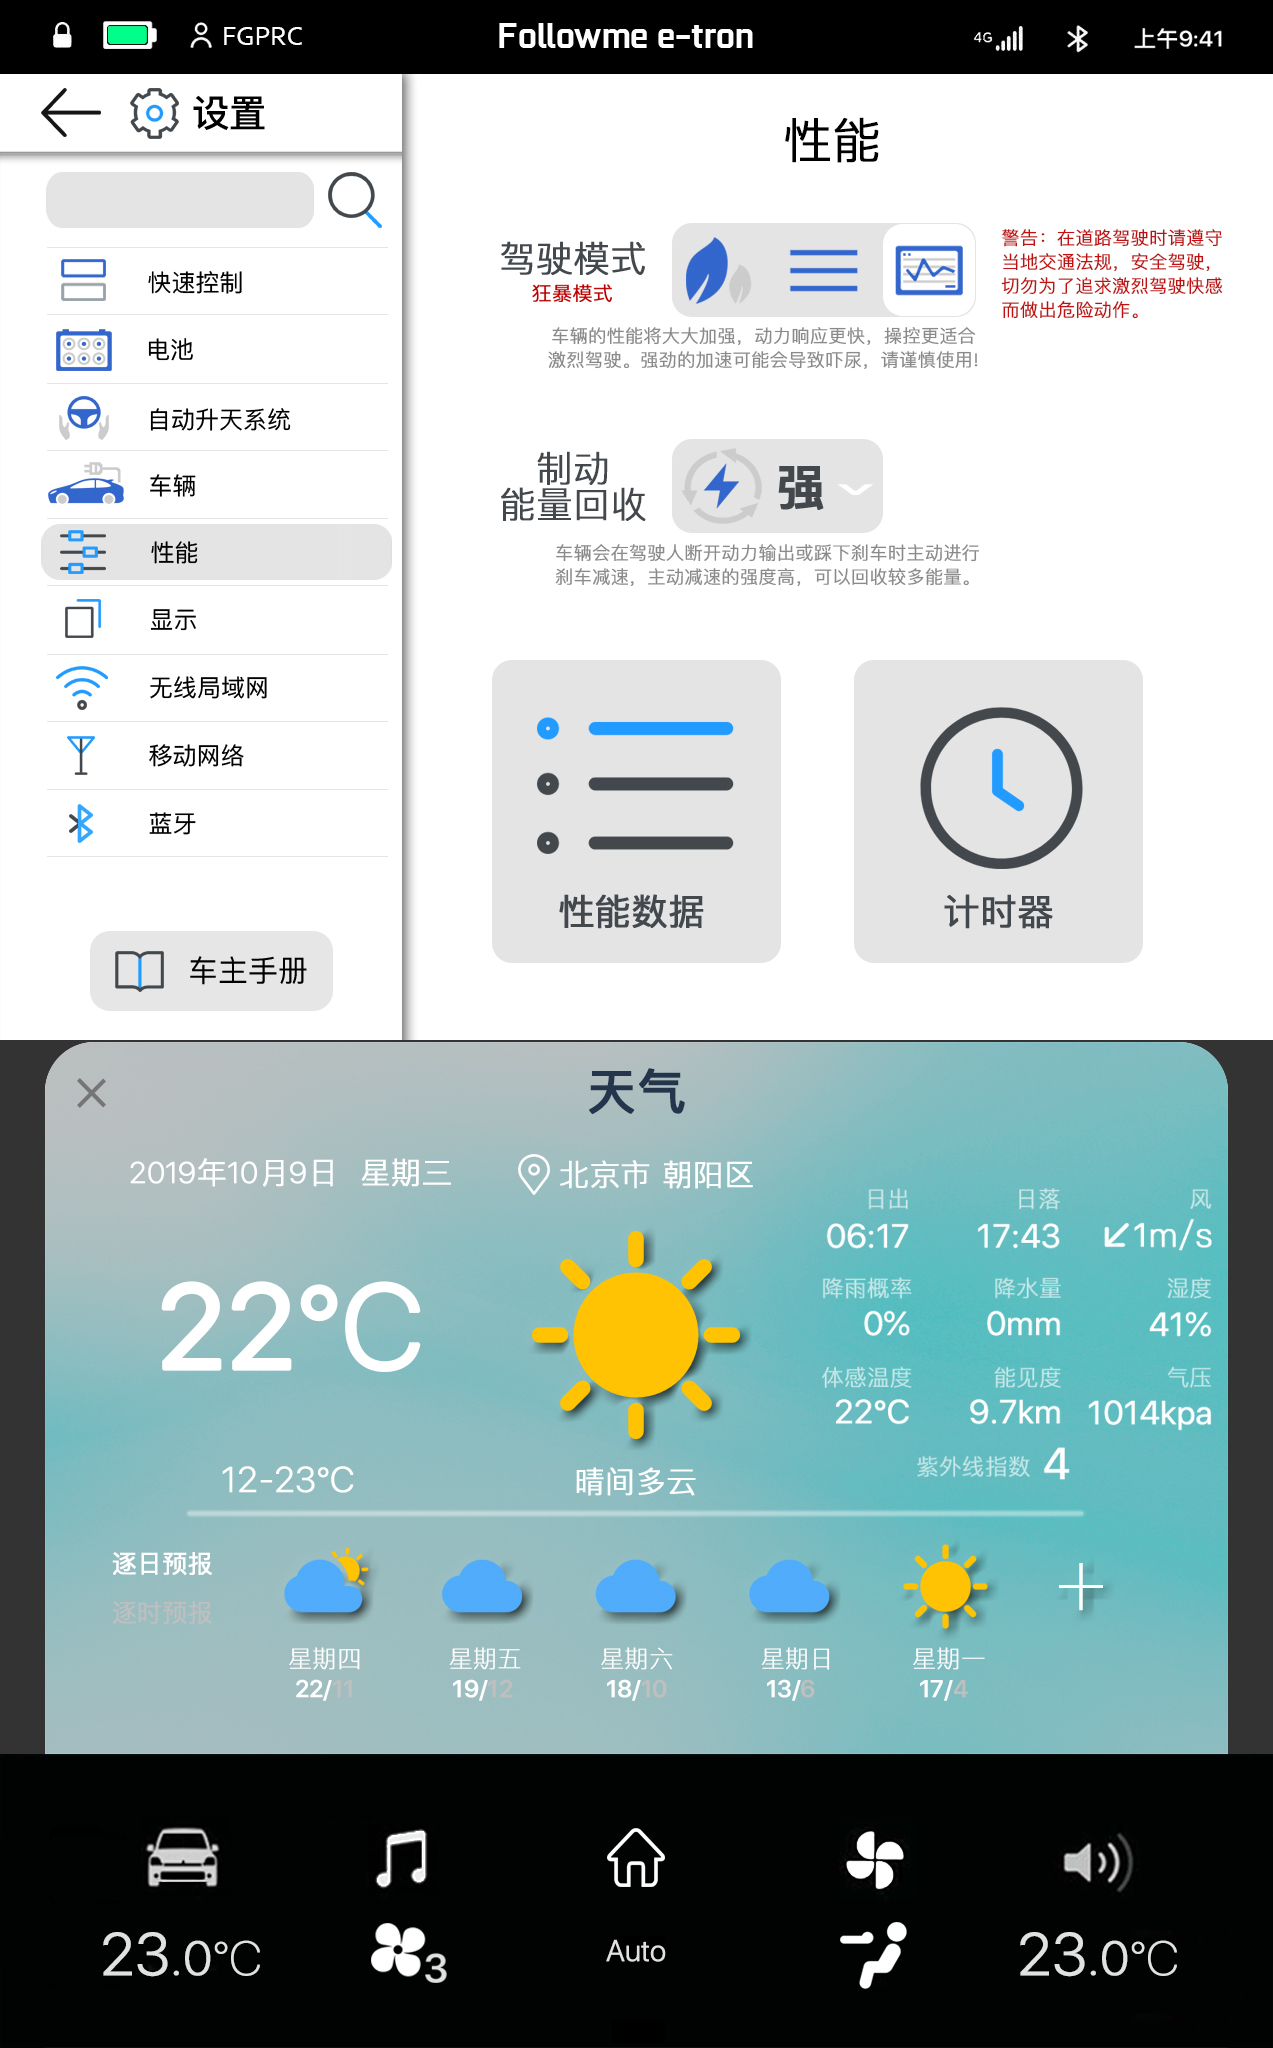 FGPRC
Followme e-tron
4G
上午9:41
设置
快速控制
电池
自动升天系统
车辆
性能
显示
无线局域网
移动网络
蓝牙
车主手册
性能
驾驶模式
狂暴模式
警告：在道路驾驶时请遵守
当地交通法规，安全驾驶，
切勿为了追求激烈驾驶快感
而做出危险动作。
车辆的性能将大大加强，动力响应更快，操控更适合
激烈驾驶。强劲的加速可能会导致吓尿，请谨慎使用!
制动
能量回收
强
车辆会在驾驶人断开动力输出或踩下刹车时主动进行
刹车减速，主动减速的强度高，可以回收较多能量。
性能数据
计时器
天气
2019年10月9日 星期三
北京市 朝阳区
22°C
12-23°C
晴间多云
日出 日落 风
06:17 17:43 1m/s
降雨概率 降水量 湿度
0% 0mm 41%
体感温度 能见度 气压
22°C 9.7km 1014kpa
紫外线指数 4
逐日预报
逐时预报
星期四 星期五 星期六 星期日 星期一
22/11 19/12 18/10 13/6 17/4
23.0°C
3
Auto
23.0°C